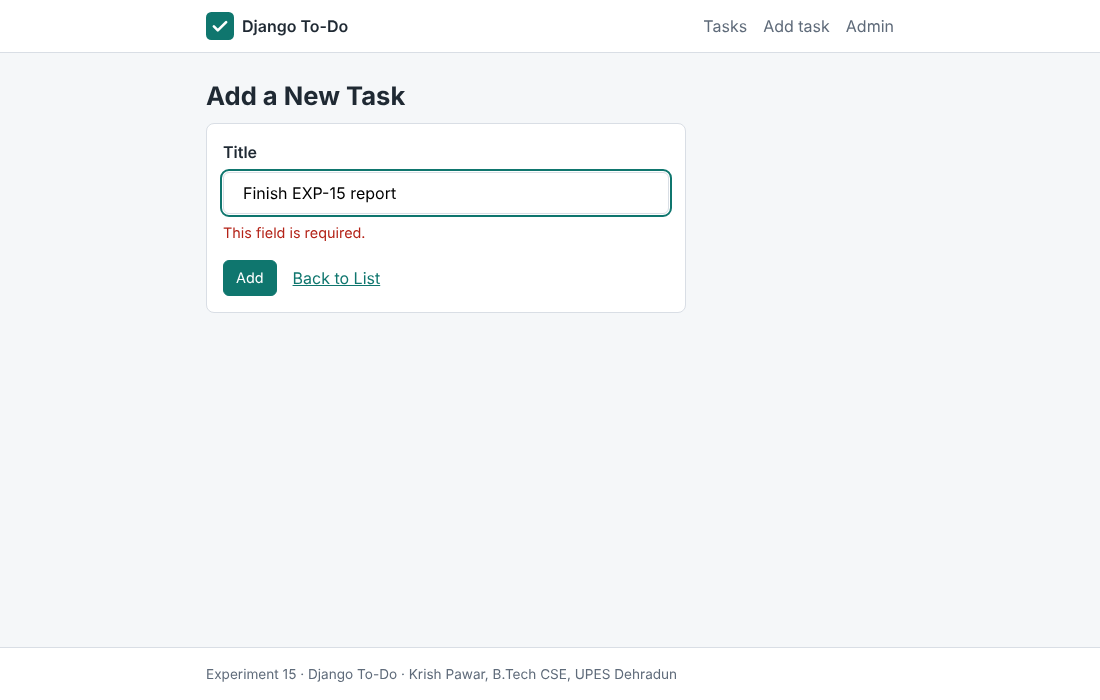 Django To-Do
Tasks Add task Admin
Add a New Task
Title
Finish EXP-15 report
This field is required.
Add Back to List
Experiment 15 · Django To-Do · Krish Pawar, B.Tech CSE, UPES Dehradun